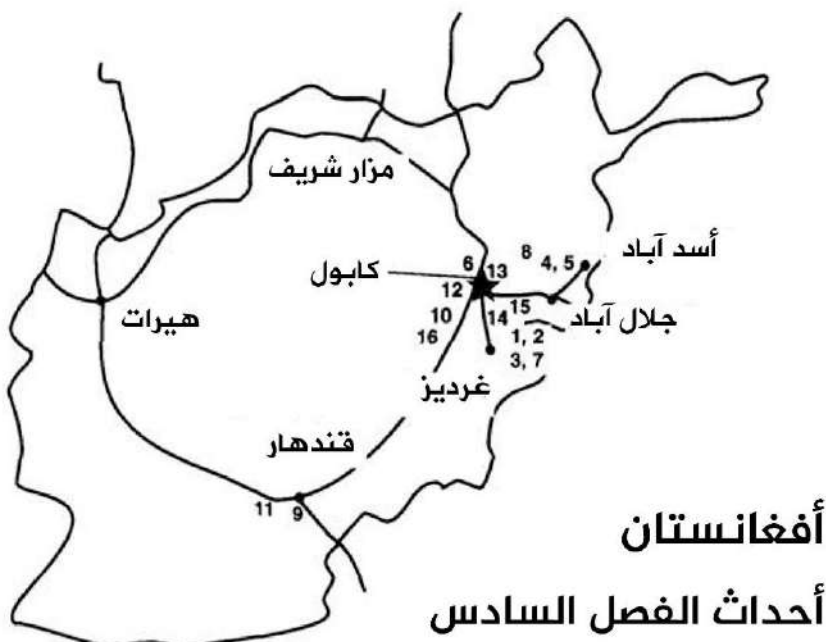 مزار شريف
أسد آباد
8
6 13
4, 5
كابول
12
15
هيرات
جلال آباد
10
14
1, 2
16
3, 7
غرديز
قندهار
11
9
أفغانستان
أحداث الفصل السادس